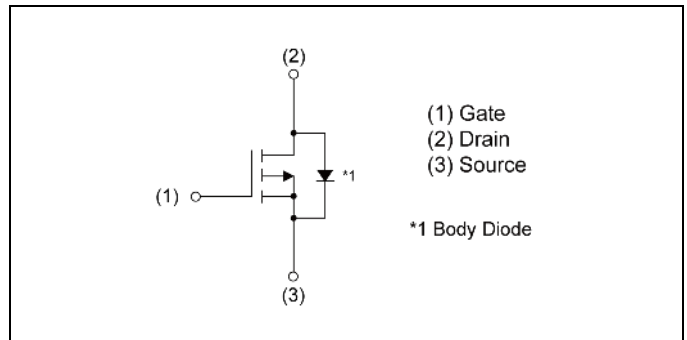 (2)
(1) Gate
(2) Drain
(3) Source
(1)
*1
*1 Body Diode
(3)